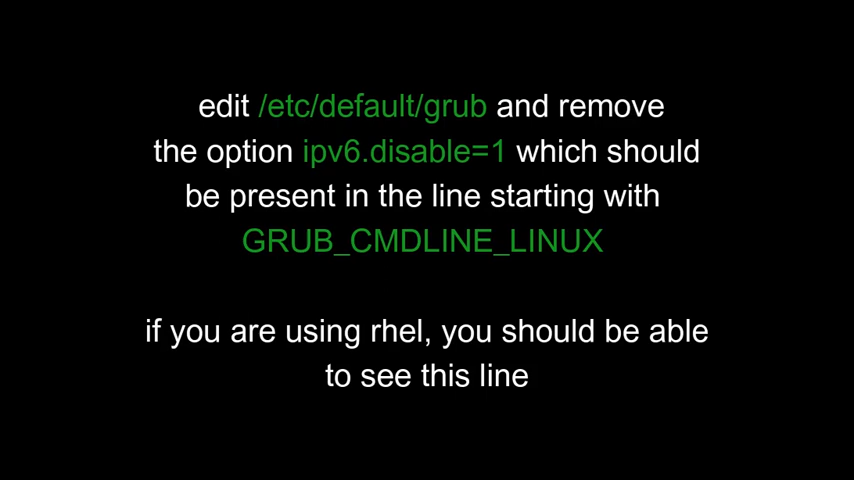 edit /etc/default/grub and remove
the option ipv6.disable=1 which should
be present in the line starting with
GRUB_CMDLINE_LINUX
if you are using rhel, you should be able
to see this line